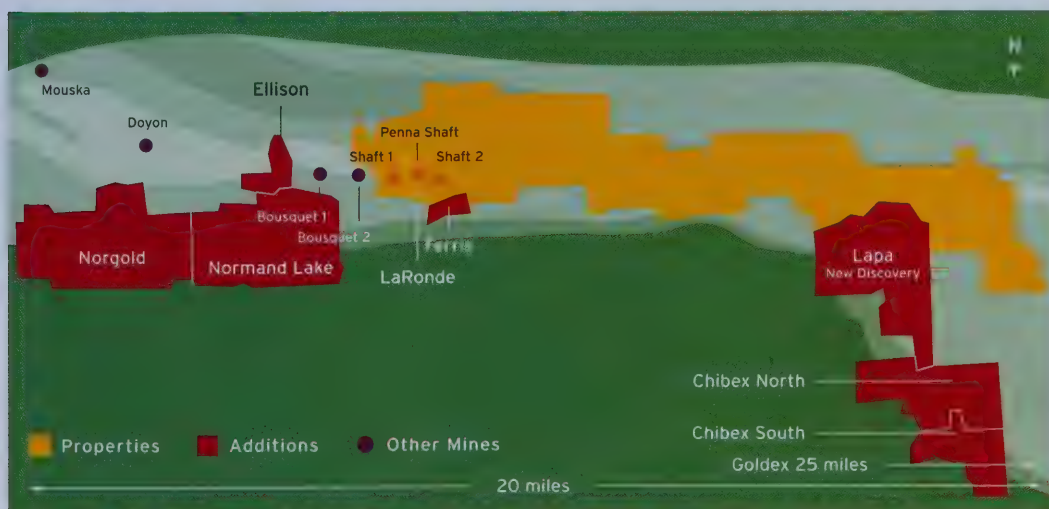 N
Mouska
Ellison
Doyon
Penna Shaft
Shaft 1
Shaft 2
Bousquet 1
Bousquet 2
Norgold
Normand Lake
LaRonde
Lapa
New Discovery
Chibex North
Chibex South
Goldex 25 miles
Properties
Additions
Other Mines
20 miles